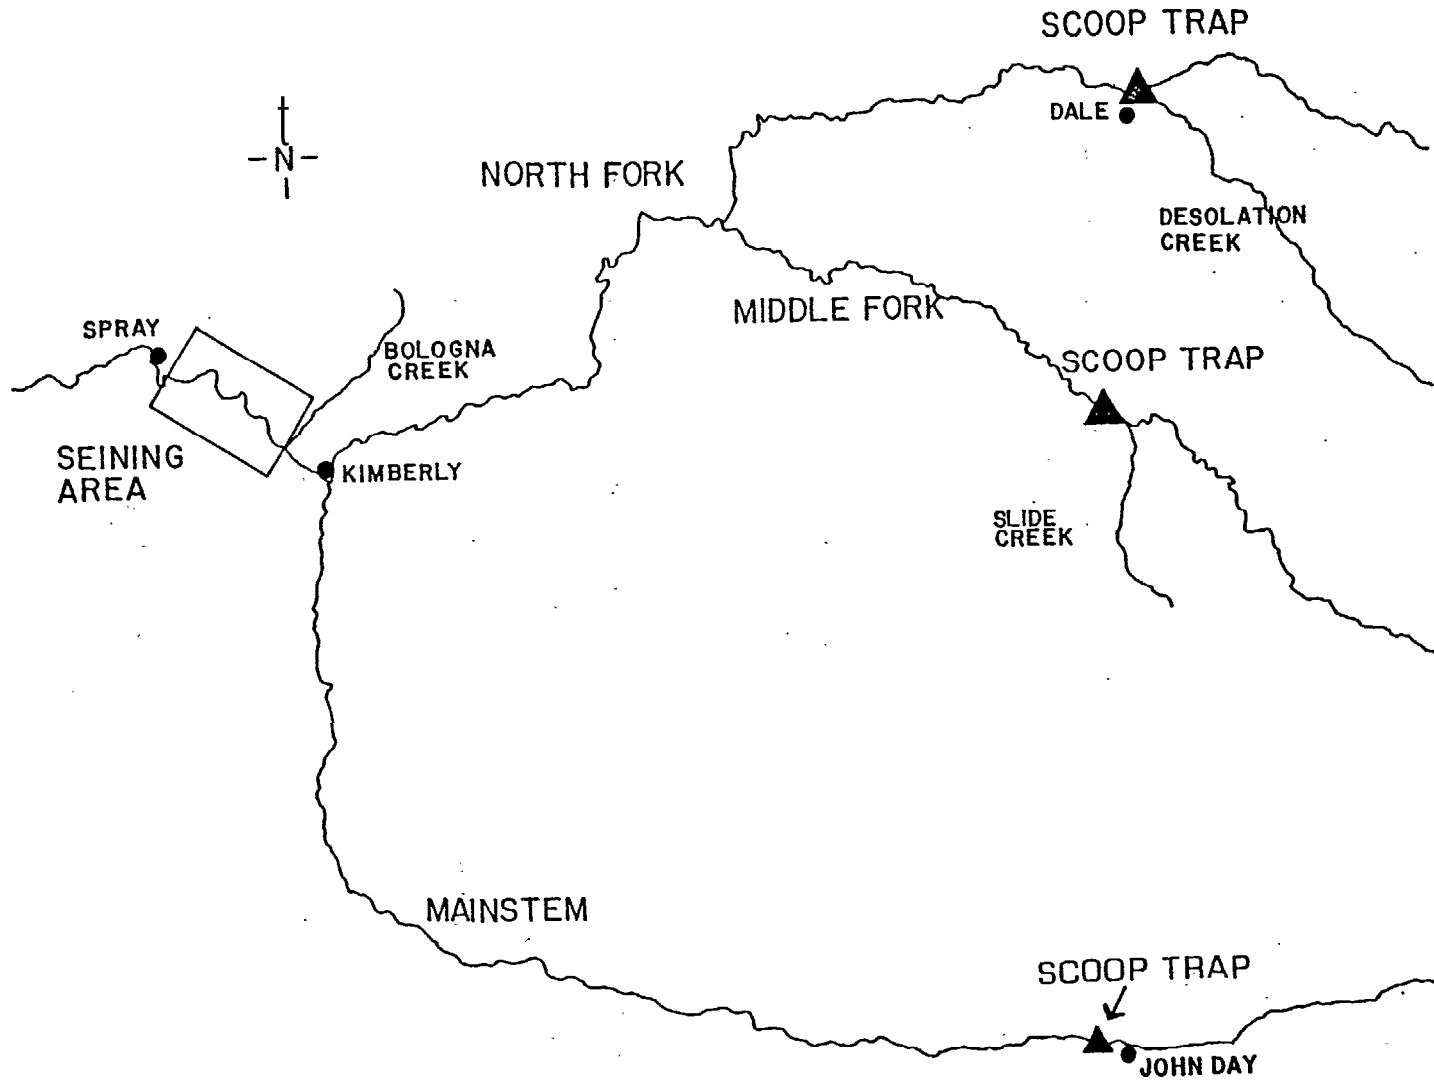 SCOOP TRAP
DALE
N
NORTH FORK
DESOLATION
CREEK
MIDDLE FORK
SPRAY
BOLOGNA
CREEK
SCOOP TRAP
SEINING
AREA
KIMBERLY
SLIDE
CREEK
MAINSTEM
SCOOP TRAP
JOHN DAY